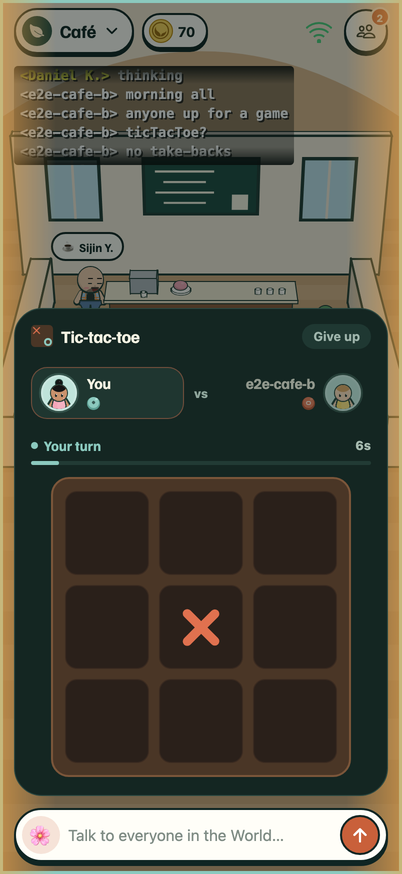 Café
70
2
<Daniel K.> thinking
<e2e-cafe-b> morning all
<e2e-cafe-b> anyone up for a game
<e2e-cafe-b> ticTacToe?
<e2e-cafe-b> no take-backs
Sijin Y.
Tic-tac-toe
Give up
You
vs
e2e-cafe-b
Your turn
6s
Talk to everyone in the World...